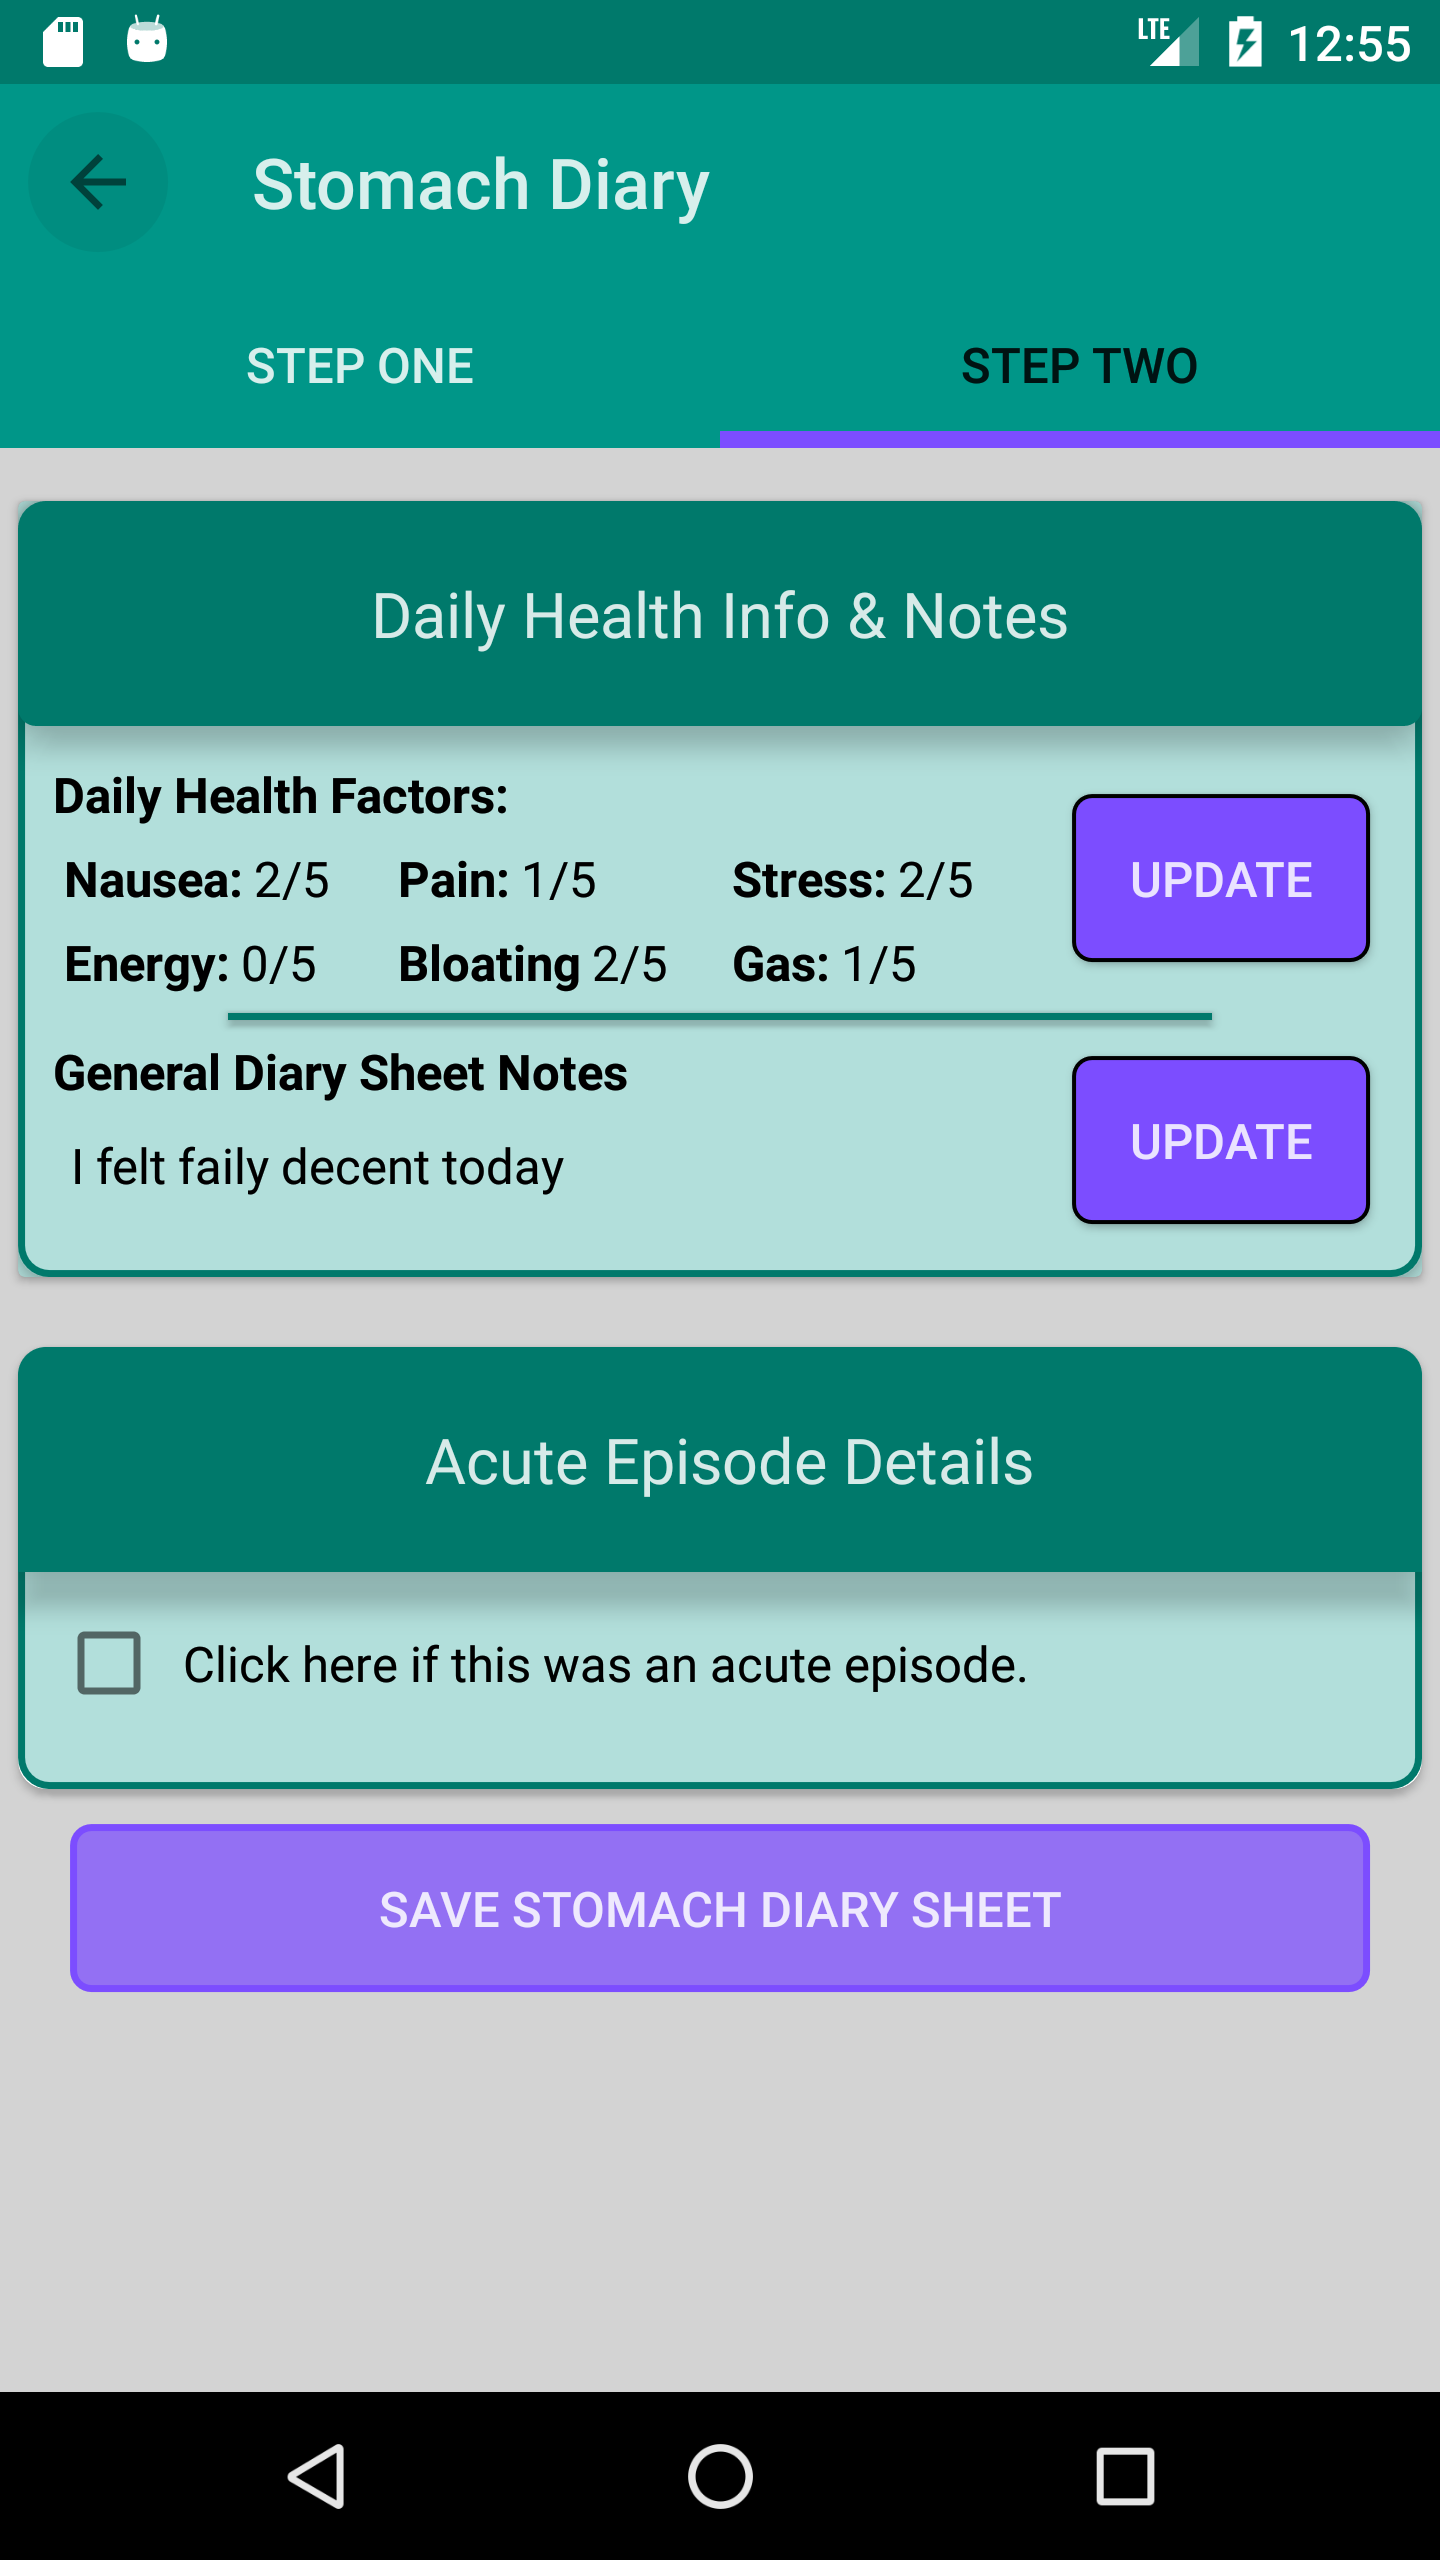 LTE 12:55
Stomach Diary
STEP ONE STEP TWO
Daily Health Info & Notes
Daily Health Factors:
Nausea: 2/5 Pain: 1/5 Stress: 2/5
UPDATE
Energy: 0/5 Bloating 2/5 Gas: 1/5
General Diary Sheet Notes
UPDATE
I felt faily decent today
Acute Episode Details
Click here if this was an acute episode.
SAVE STOMACH DIARY SHEET